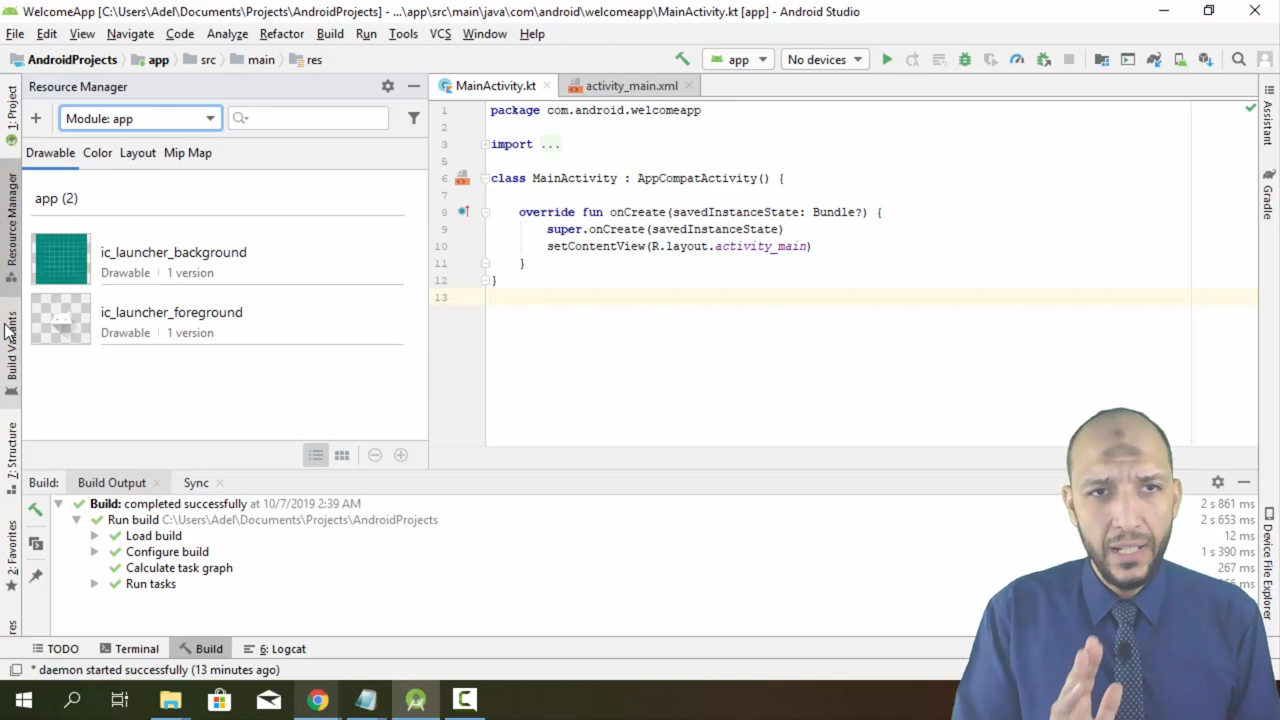 WelcomeApp [C:\Users\Adel\Documents\Projects\AndroidProjects] - ...\app\src\main\java\com\android\welcomeapp\MainActivity.kt [app] - Android Studio
File Edit View Navigate Code Analyze Refactor Build Run Tools VCS Window Help
AndroidProjects app src main res
app No devices
Resource Manager
Module: app
Drawable Color Layout Mip Map
app (2)
ic_launcher_background
Drawable 1 version
ic_launcher_foreground
Drawable 1 version
1: Project
Resource Manager
Build Variants
Z: Structure
2: Favorites
MainActivity.kt activity_main.xml
1 package com.android.welcomeapp
2
3 import ...
5
6 class MainActivity : AppCompatActivity() {
7
8 override fun onCreate(savedInstanceState: Bundle?) {
9 super.onCreate(savedInstanceState)
10 setContentView(R.layout.activity_main)
11 }
12 }
13
Assistant
Gradle
Device File Explorer
Build: Build Output Sync
Build: completed successfully at 10/7/2019 2:39 AM 2 s 861 ms
Run build C:\Users\Adel\Documents\Projects\AndroidProjects 2 s 653 ms
Load build 12 ms
Configure build 1 s 390 ms
Calculate task graph 267 ms
Run tasks
TODO Terminal Build 6: Logcat
* daemon started successfully (13 minutes ago)